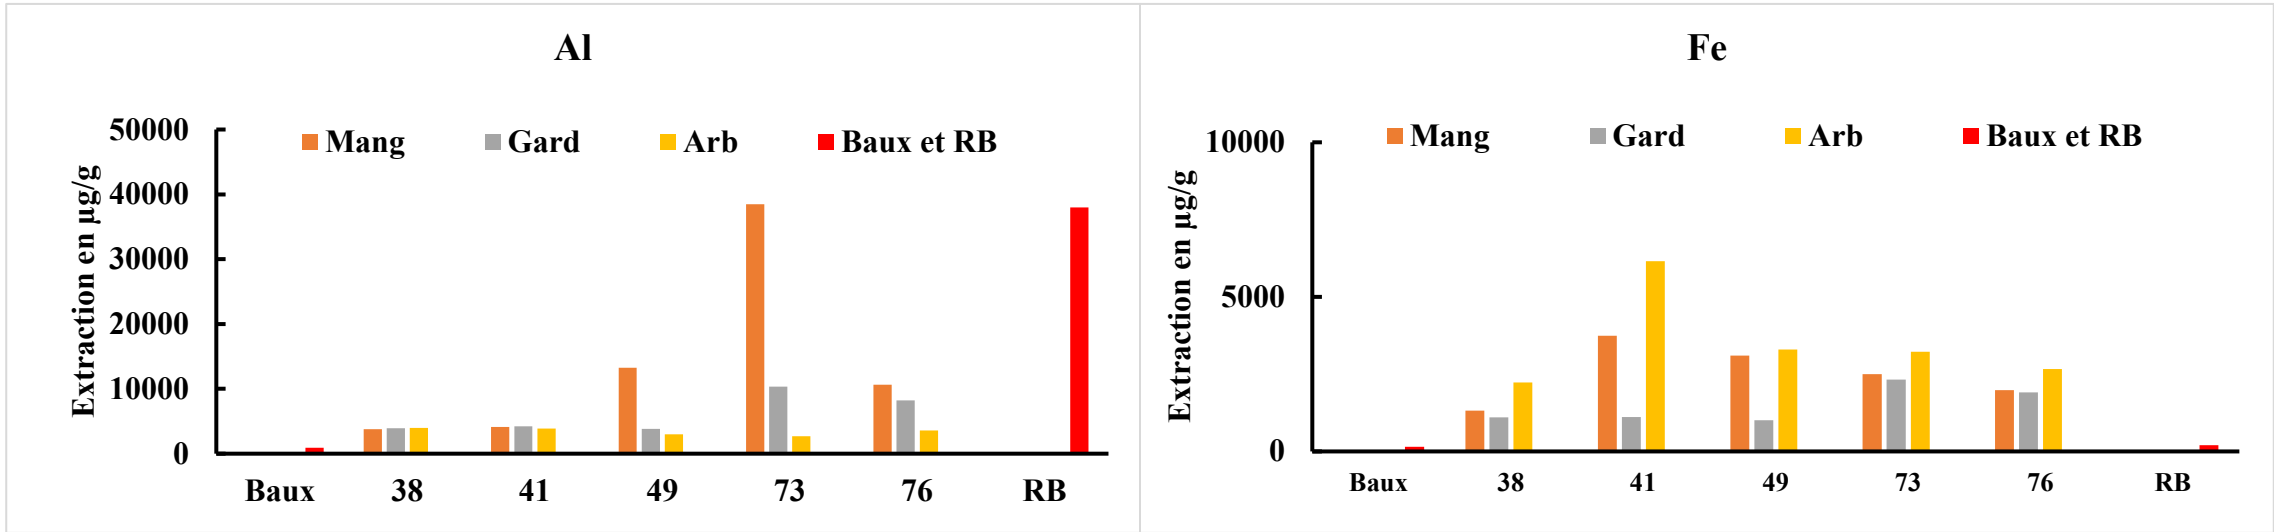 Al
Mang Gard Arb Baux et RB
Extraction en µg/g
50000
40000
30000
20000
10000
0
Baux 38 41 49 73 76 RB
Fe
Mang Gard Arb Baux et RB
Extraction en µg/g
10000
5000
0
Baux 38 41 49 73 76 RB